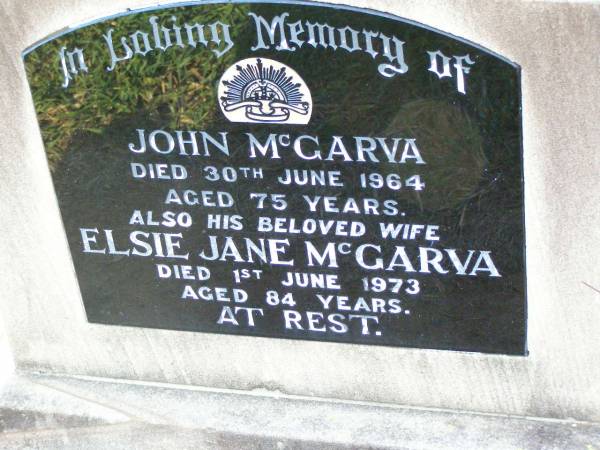 In Loving Memory of
JOHN McGARVA
DIED 30TH JUNE 1964
AGED 75 YEARS.
ALSO HIS BELOVED WIFE
ELSIE JANE McGARVA
DIED 1ST JUNE 1973
AGED 84 YEARS.
AT REST.